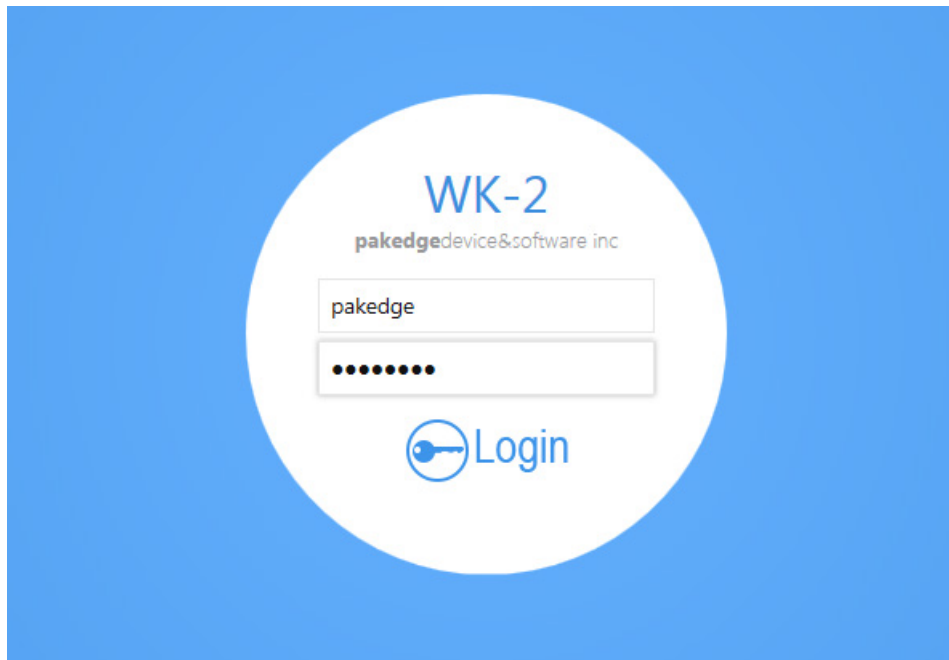 WK-2
pakedgedevice&software inc
pakedge
●●●●●●●●
Login